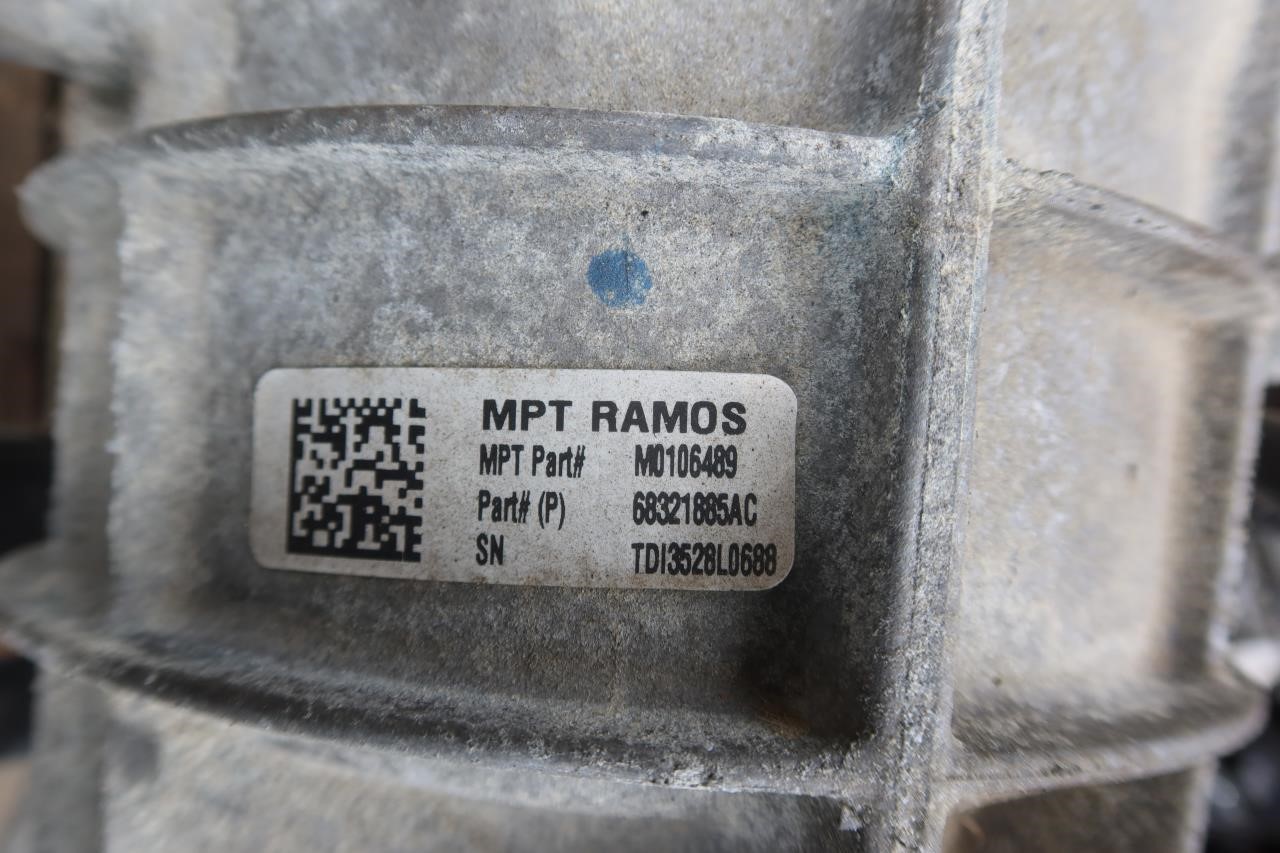 MPT RAMOS
MPT Part# M0106489
Part# (P) 68321885AC
SN TDI3528L0688